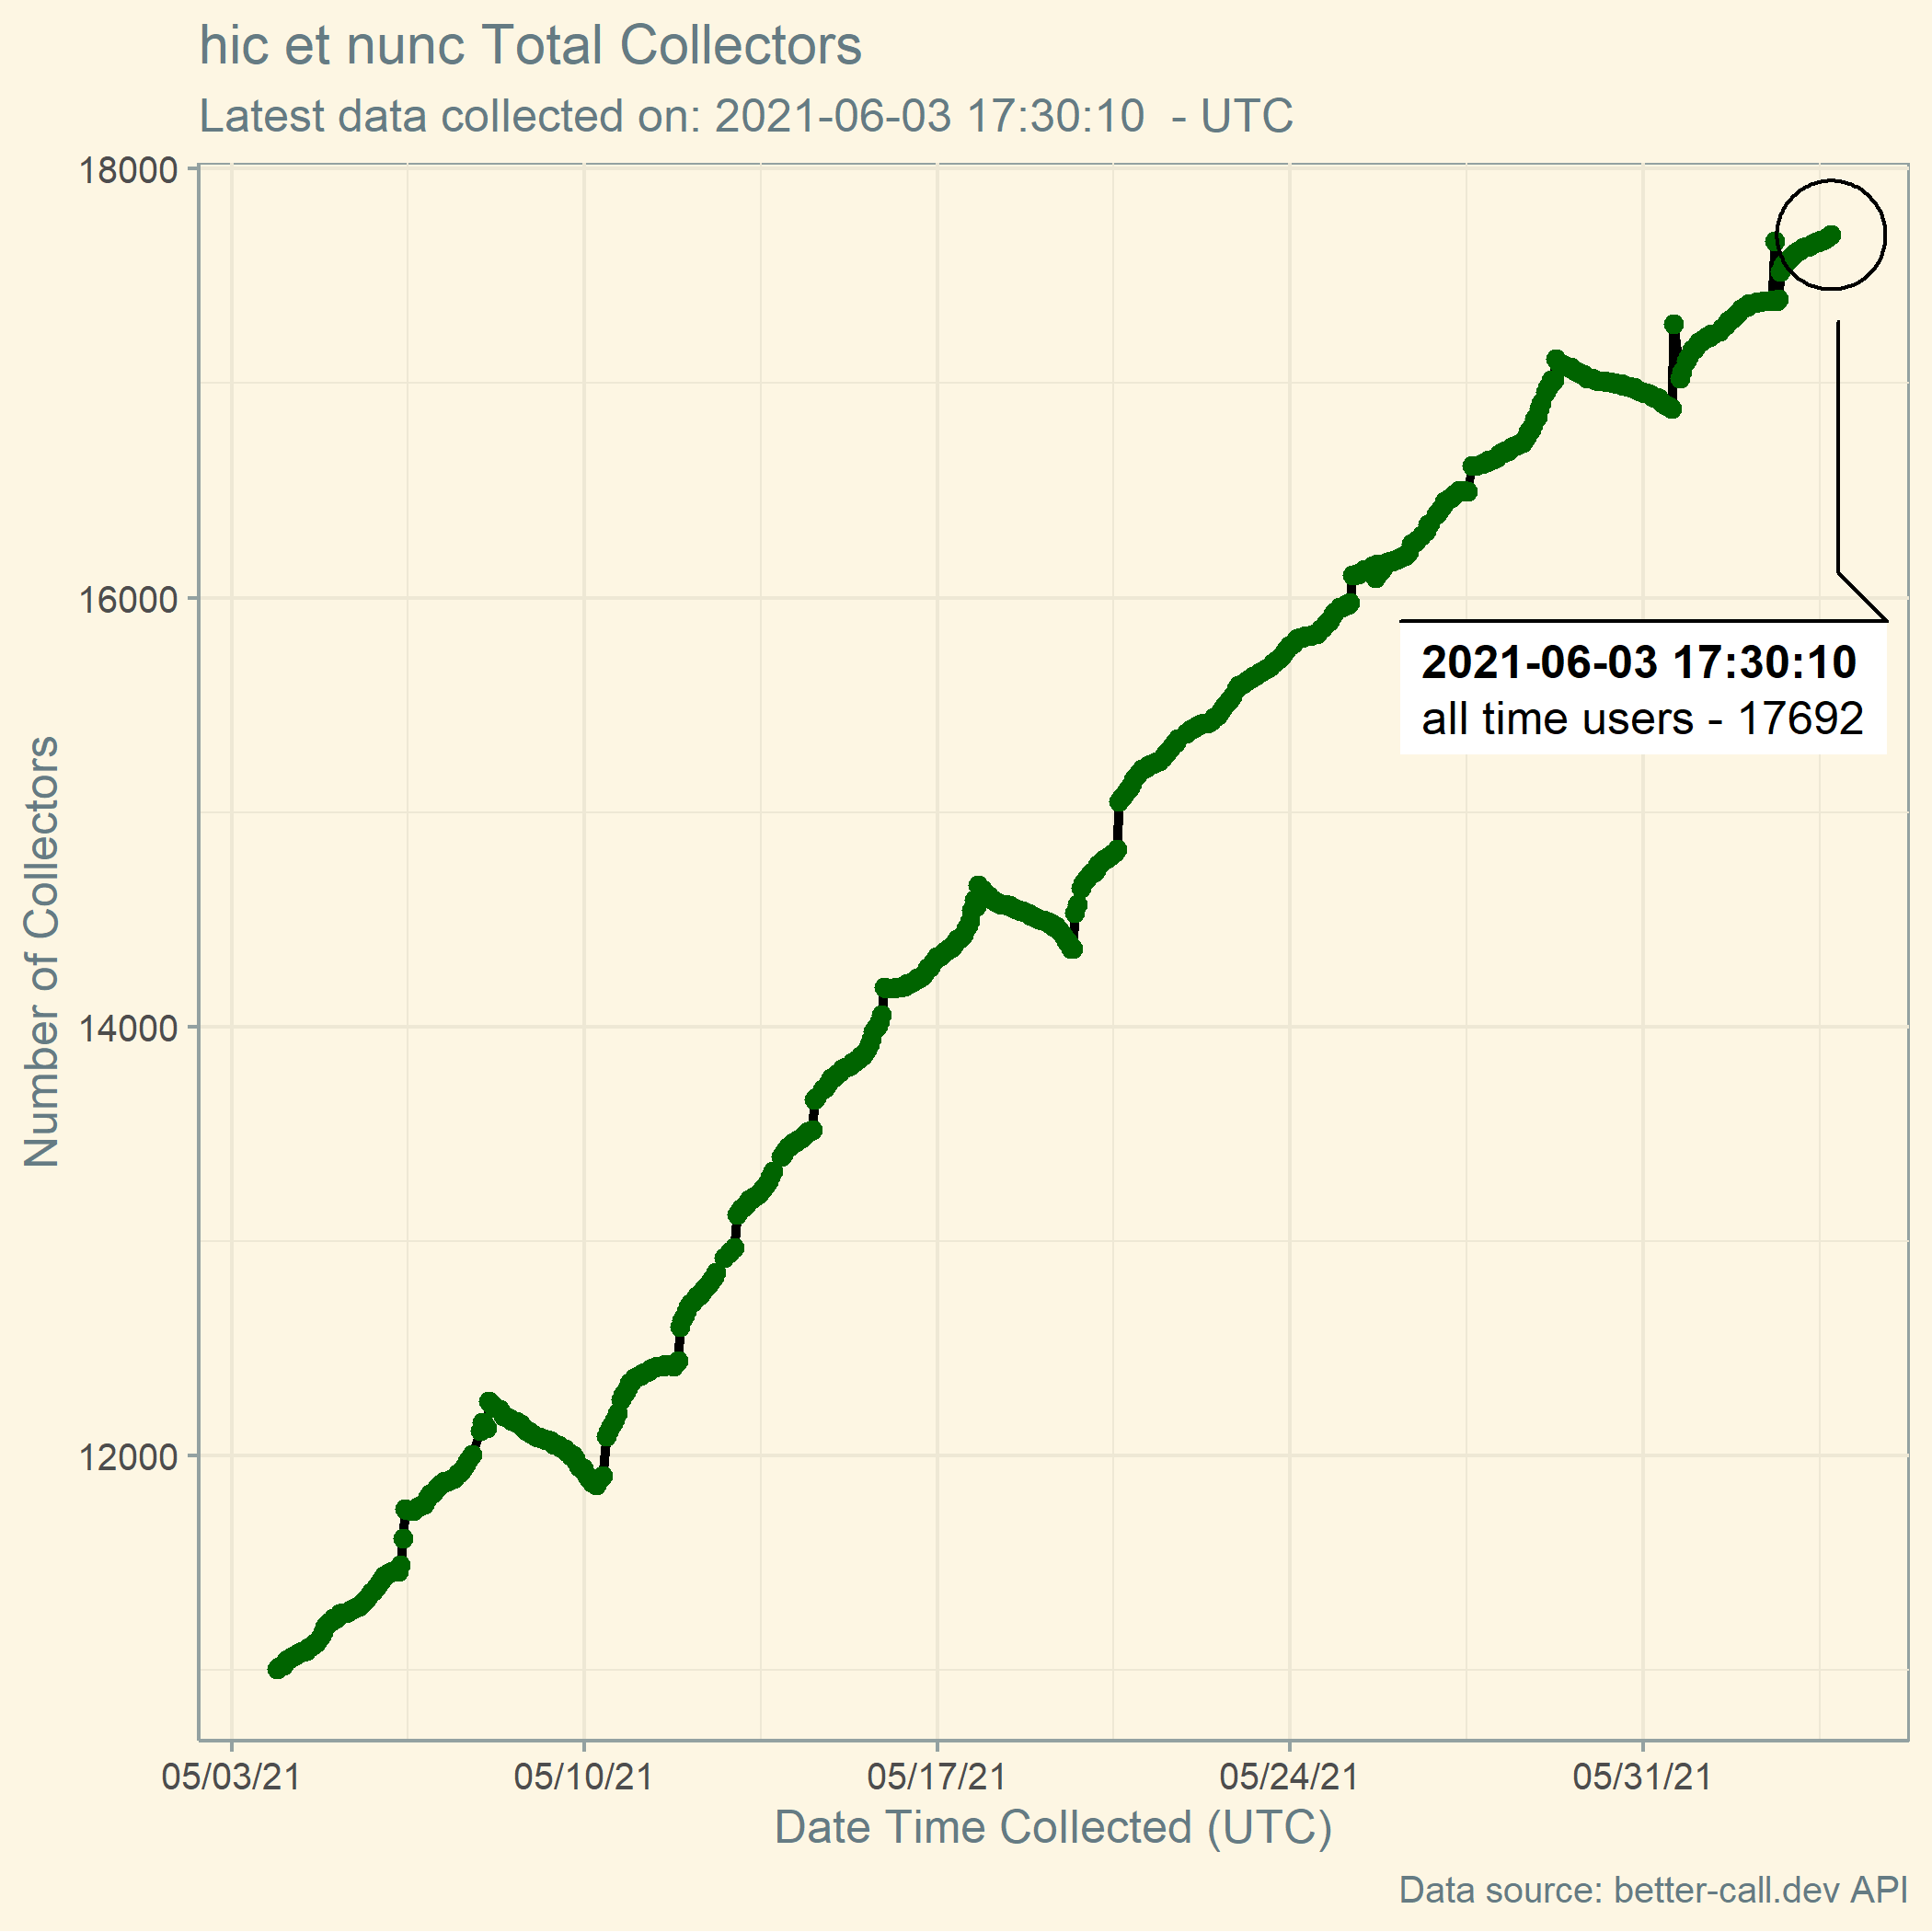 hic et nunc Total Collectors
Latest data collected on: 2021-06-03 17:30:10  - UTC
Number of Collectors
18000
16000
14000
12000
2021-06-03 17:30:10
all time users - 17692
05/03/21 05/10/21 05/17/21 05/24/21 05/31/21
Date Time Collected (UTC)
Data source: better-call.dev API